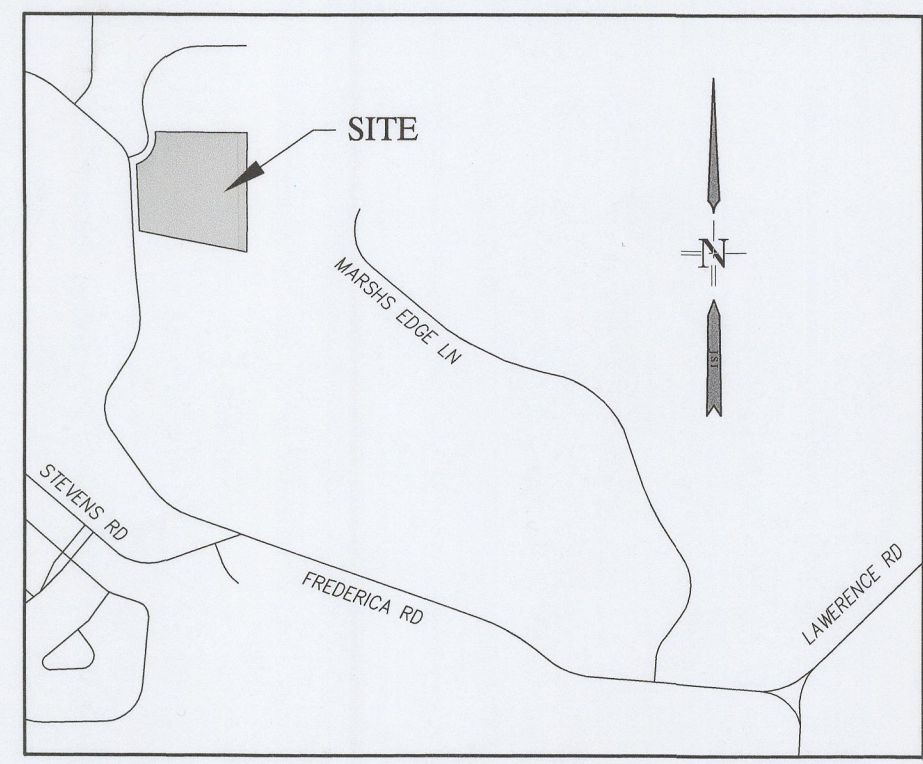 SITE
N
MARSHS EDGE LN
STEVENS RD
FREDERICA RD
LAWERENCE RD